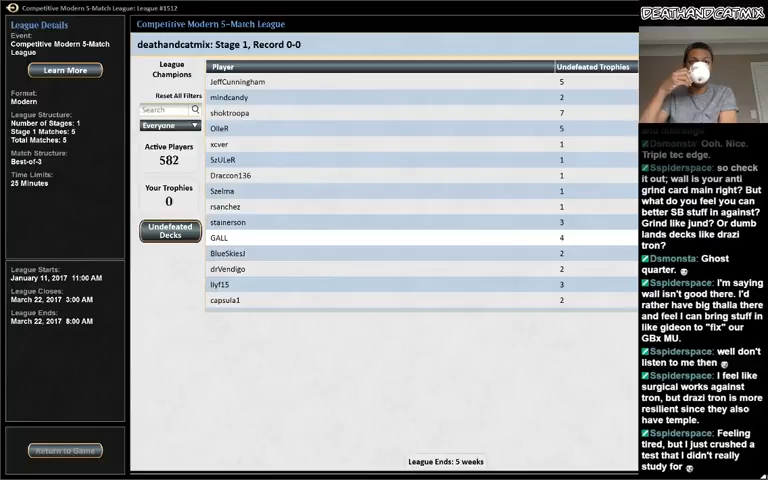 Competitive Modern 5-Match League: League #1512
League Details
Event:
Competitive Modern 5-Match
League
Learn More
Format:
Modern
League Structure:
Number of Stages: 1
Stage 1 Matches: 5
Total Matches: 5
Match Structure:
Best-of-3
Time Limits:
25 Minutes
League Starts:
January 11, 2017 11:00 AM
League Closes:
March 22, 2017 3:00 AM
League Ends:
March 22, 2017 8:00 AM
Return to Game
Competitive Modern 5-Match League
deathandcatmix: Stage 1, Record 0-0
League
Champions
Reset All Filters
Search
Everyone
Active Players
582
Your Trophies
0
Undefeated
Decks
Player Undefeated Trophies
JeffCunningham 5
mindcandy 2
shoktroopa 7
OlleR 5
xcver 1
SzULeR 1
Draccon136 1
Szelma 1
rsanchez 1
stainerson 3
GALL 4
BlueSkiesJ 2
drVendigo 2
llyf15 3
capsula1 2
League Ends: 5 weeks
DEATHANDCATMIX
Dsmonsta: Ooh. Nice.
Triple tec edge.
Sspiderspace: so check
it out; wall is your anti
grind card main right? But
what do you feel you can
better SB stuff in against?
Grind like jund? Or dumb
lands decks like drazi
tron?
Dsmonsta: Ghost
quarter.
Sspiderspace: I'm saying
wall isn't good there. I'd
rather have big thalia there
and feel I can bring stuff in
like gideon to "fix" our
GBx MU.
Sspiderspace: well don't
listen to me then
Sspiderspace: I feel like
surgical works against
tron, but drazi tron is more
resilient since they also
have temple.
Sspiderspace: Feeling
tired, but I just crushed a
test that I didn't really
study for